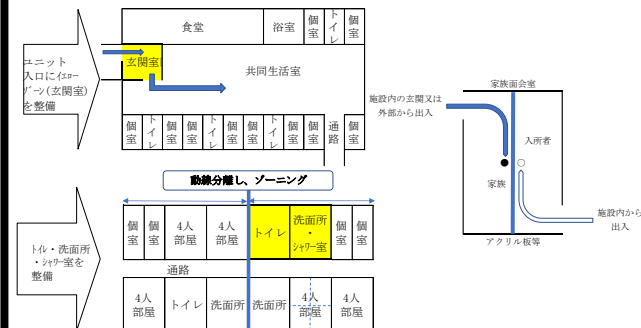 ユニット
入口にｲｴﾛｰ
ｿﾞｰﾝ(玄関室)
を整備
食堂
浴室
個室
トイレ
個室
玄関室
共同生活室
個室
トイレ
個室
個室
トイレ
個室
個室
トイレ
個室
個室
通路
個室
家族面会室
施設内の玄関又は
外部から出入
入所者
家族
施設内から
出入
アクリル板等
動線分離し、ゾーニング
ﾄｲﾚ・洗面所
・ｼｬﾜｰ室を
整備
個室
個室
4人
部屋
4人
部屋
トイレ
洗面所
・
ｼｬﾜｰ室
個室
個室
通路
4人
部屋
トイレ
洗面所
洗面所
4人
部屋
4人
部屋